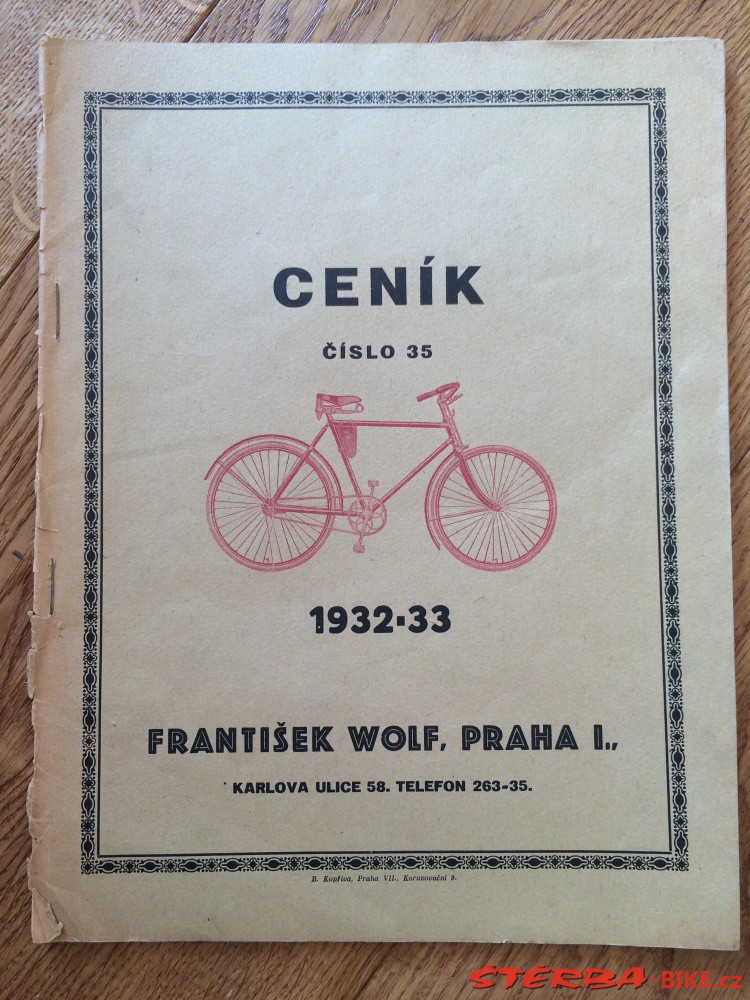 CENÍK
ČÍSLO 35
1932-33
FRANTIŠEK WOLF, PRAHA I.,
KARLOVA ULICE 58. TELEFON 263-35.
B. Kopřiva, Praha VII., Korunovační 9.
ŠTĚRBA-BIKE.cz